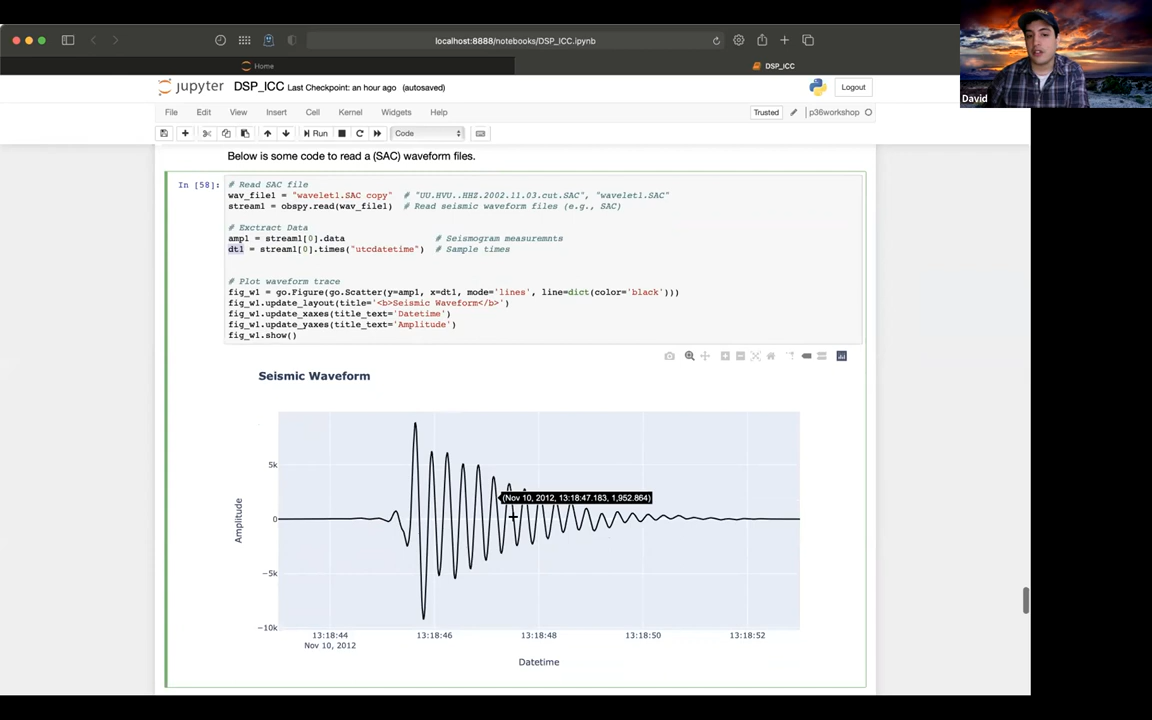 localhost:8888/notebooks/DSP_ICC.ipynb
Home
DSP_ICC
David
jupyter DSP_ICC Last Checkpoint: an hour ago (autosaved)
Logout
File Edit View Insert Cell Kernel Widgets Help
Trusted
p36workshop
Run
Code
Below is some code to read a (SAC) waveform files.
In [58]:
# Read SAC file
wav_file1 = "wavelet1.SAC copy" # "UU.HVU..HHZ.2002.11.03.cut.SAC", "wavelet1.SAC"
stream1 = obspy.read(wav_file1) # Read seismic waveform files (e.g., SAC)
# Exctract Data
amp1 = stream1[0].data # Seismogram measuremnts
dt1 = stream1[0].times("utcdatetime") # Sample times
# Plot waveform trace
fig_w1 = go.Figure(go.Scatter(y=amp1, x=dt1, mode='lines', line=dict(color='black')))
fig_w1.update_layout(title='<b>Seismic Waveform</b>')
fig_w1.update_xaxes(title_text='Datetime')
fig_w1.update_yaxes(title_text='Amplitude')
fig_w1.show()
Seismic Waveform
5k
(Nov 10, 2012, 13:18:47.183, 1,952.864)
0
Amplitude
−5k
−10k
13:18:44 13:18:46 13:18:48 13:18:50 13:18:52
Nov 10, 2012
Datetime